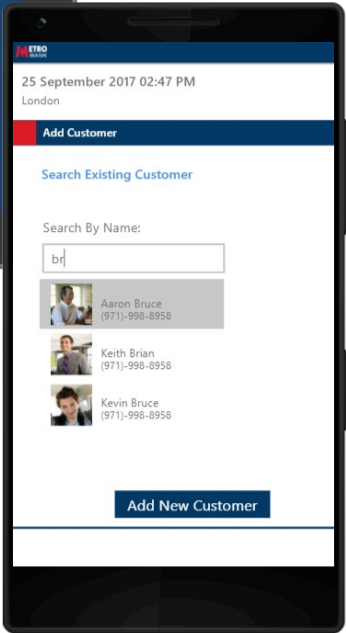 METRO
BANK
25 September 2017 02:47 PM
London
Add Customer
Search Existing Customer
Search By Name:
br
Aaron Bruce
(971)-998-8958
Keith Brian
(971)-998-8958
Kevin Bruce
(971)-998-8958
Add New Customer